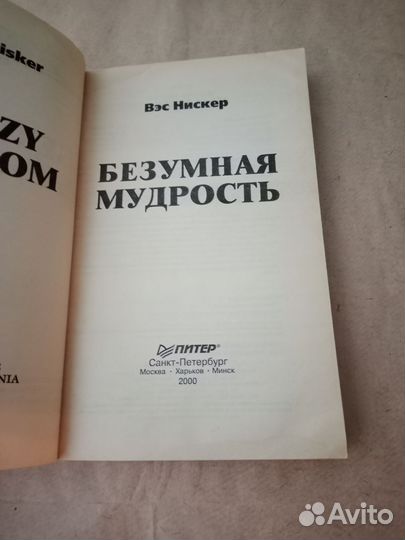 isker
ZY
OM
NIA
Вэс Нискер
БЕЗУМНАЯ
МУДРОСТЬ
ПИТЕР
Санкт-Петербург
Москва · Харьков · Минск
2000
Avito